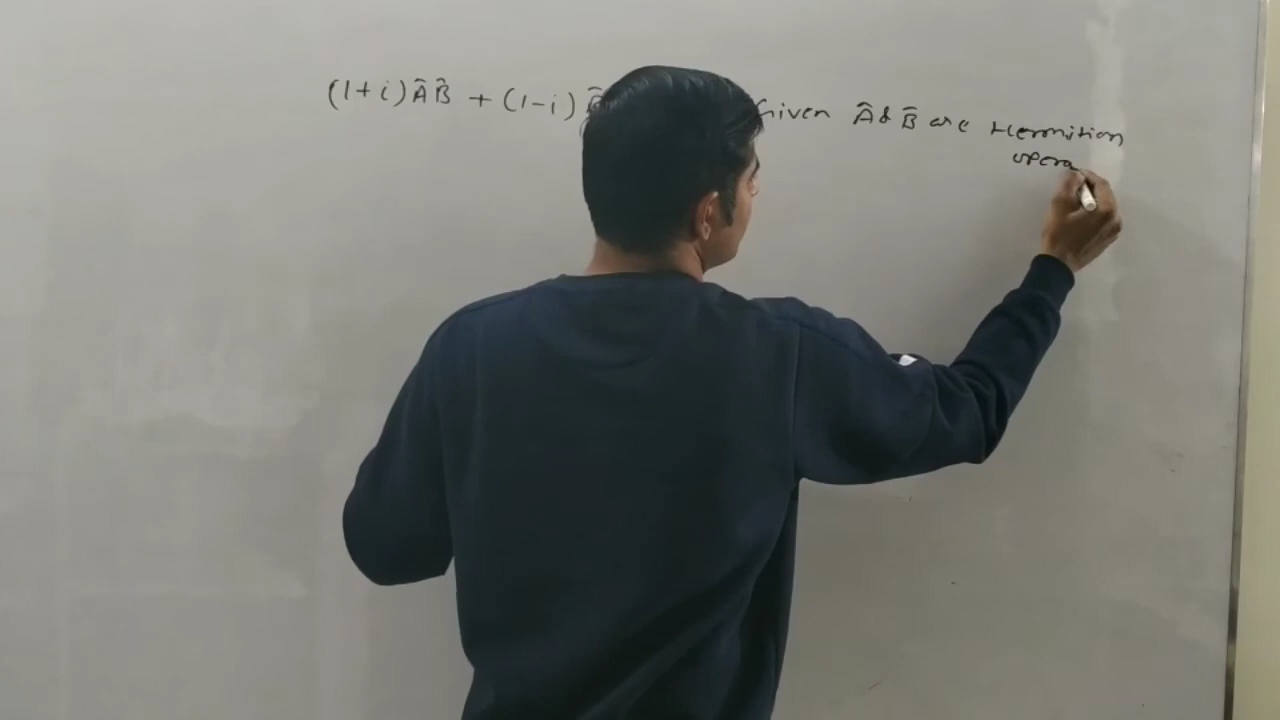 (1+i)ÂB̂ + (1-i)B̂ Given Â & B̂ are Hermition
opera